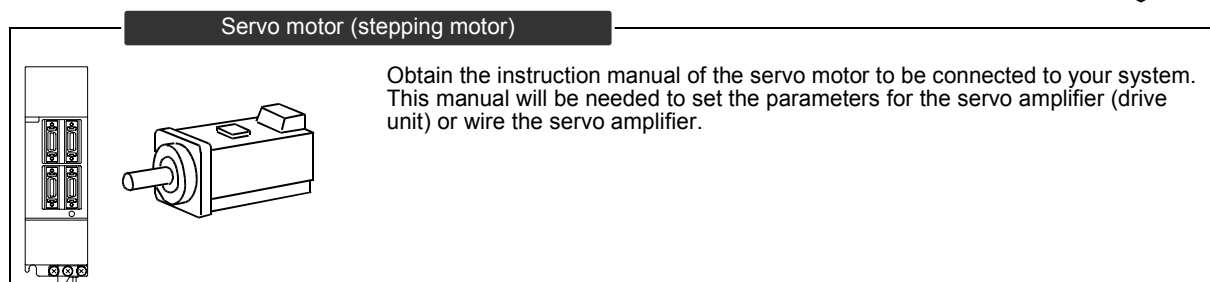 Servo motor (stepping motor)
Obtain the instruction manual of the servo motor to be connected to your system.
This manual will be needed to set the parameters for the servo amplifier (drive
unit) or wire the servo amplifier.